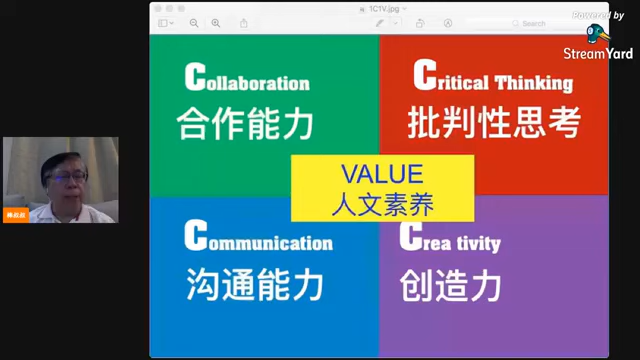 1C1V.jpg
Search
Powered by
StreamYard
Collaboration
合作能力
Critical Thinking
批判性思考
VALUE
人文素养
Communication
沟通能力
Crea tivity
创造力